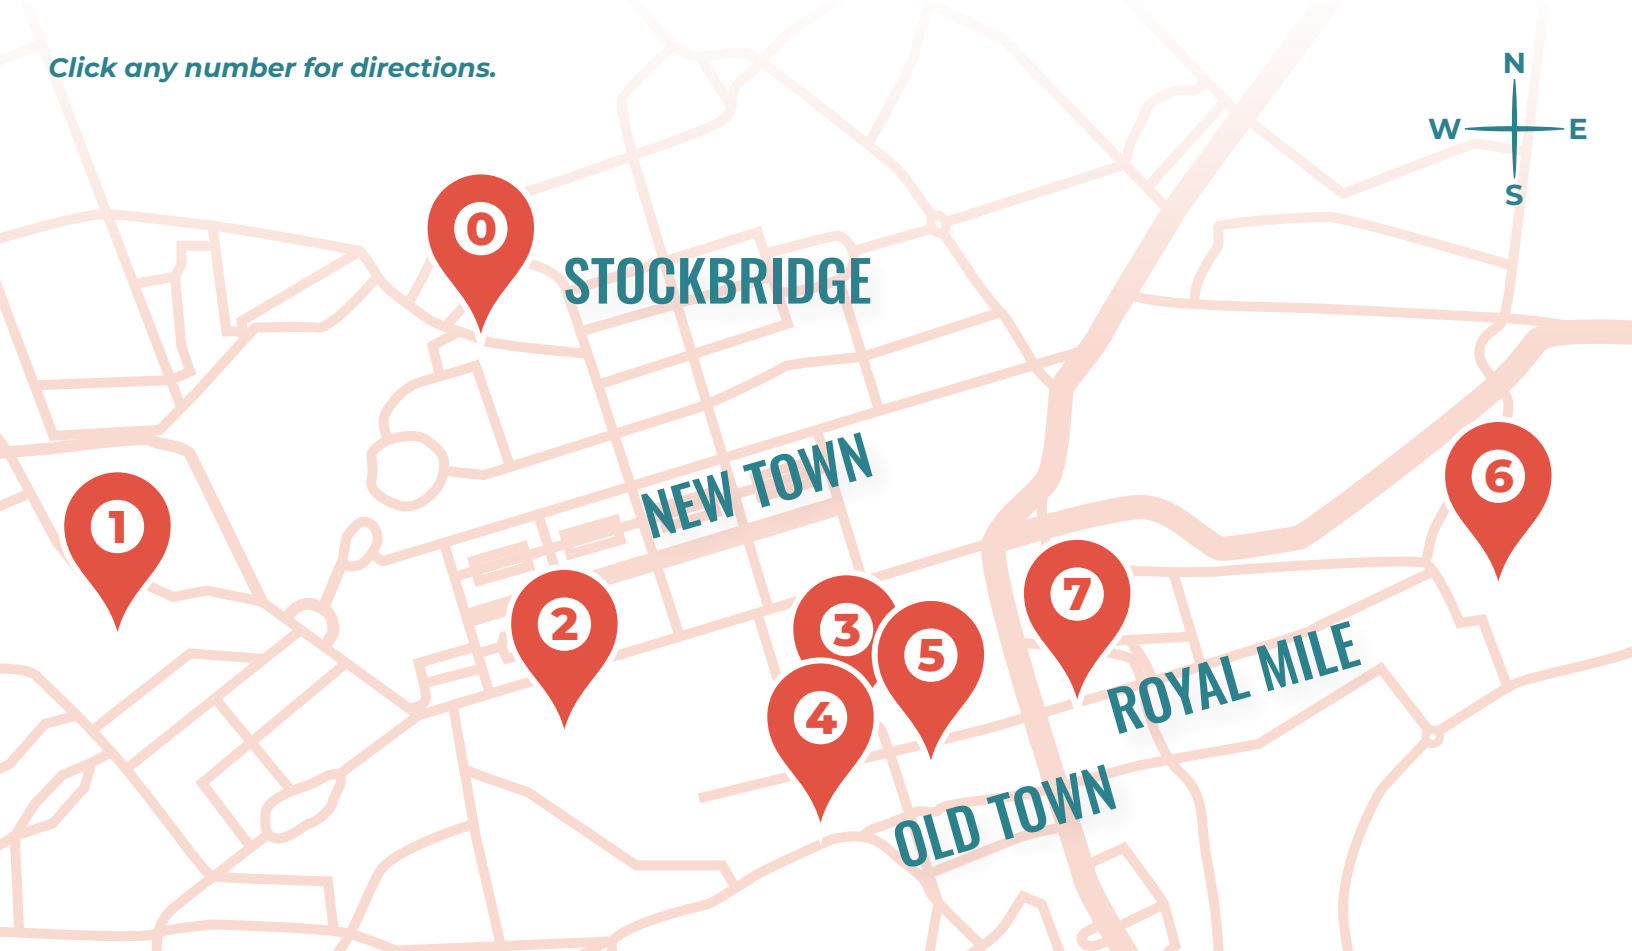 Click any number for directions.
N
W E
S
0
STOCKBRIDGE
NEW TOWN
6
1
7
2
3
5
ROYAL MILE
4
OLD TOWN